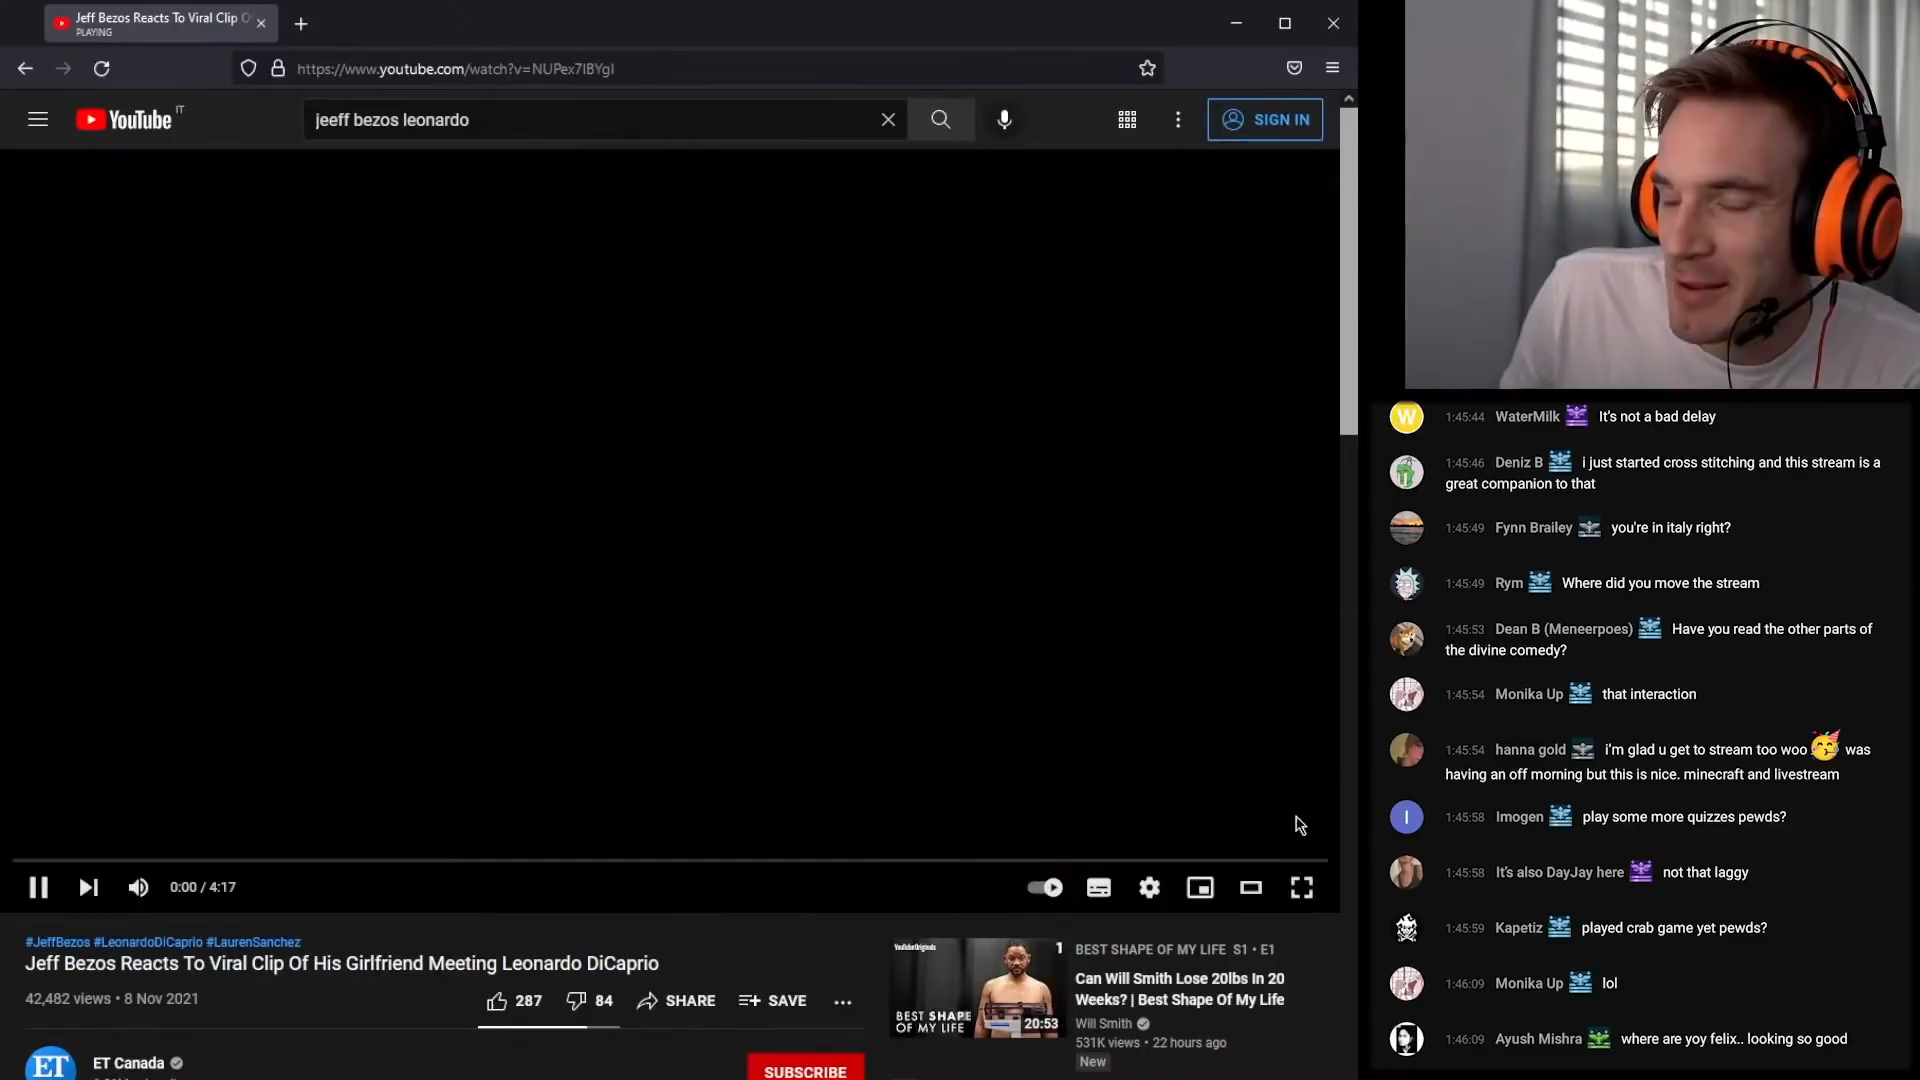 Jeff Bezos Reacts To Viral Clip O
PLAYING
https://www.youtube.com/watch?v=NUPex7IBYgI
YouTube IT
jeeff bezos leonardo
SIGN IN
0:00 / 4:17
#JeffBezos #LeonardoDiCaprio #LaurenSanchez
Jeff Bezos Reacts To Viral Clip Of His Girlfriend Meeting Leonardo DiCaprio
42,482 views • 8 Nov 2021
287
84
SHARE
SAVE
ET
ET Canada
SUBSCRIBE
YouTube Originals
1
BEST SHAPE
OF MY LIFE
20:53
BEST SHAPE OF MY LIFE S1 • E1
Can Will Smith Lose 20lbs In 20
Weeks? | Best Shape Of My Life
Will Smith
531K views • 22 hours ago
New
W
1:45:44 WaterMilk It's not a bad delay
1:45:46 Deniz B i just started cross stitching and this stream is a
great companion to that
1:45:49 Fynn Brailey you're in italy right?
1:45:49 Rym Where did you move the stream
1:45:53 Dean B (Meneerpoes) Have you read the other parts of
the divine comedy?
1:45:54 Monika Up that interaction
1:45:54 hanna gold i'm glad u get to stream too woo 🥳 was
having an off morning but this is nice. minecraft and livestream
I
1:45:58 Imogen play some more quizzes pewds?
1:45:58 It's also DayJay here not that laggy
1:45:59 Kapetiz played crab game yet pewds?
1:46:09 Monika Up lol
1:46:09 Ayush Mishra where are yoy felix.. looking so good